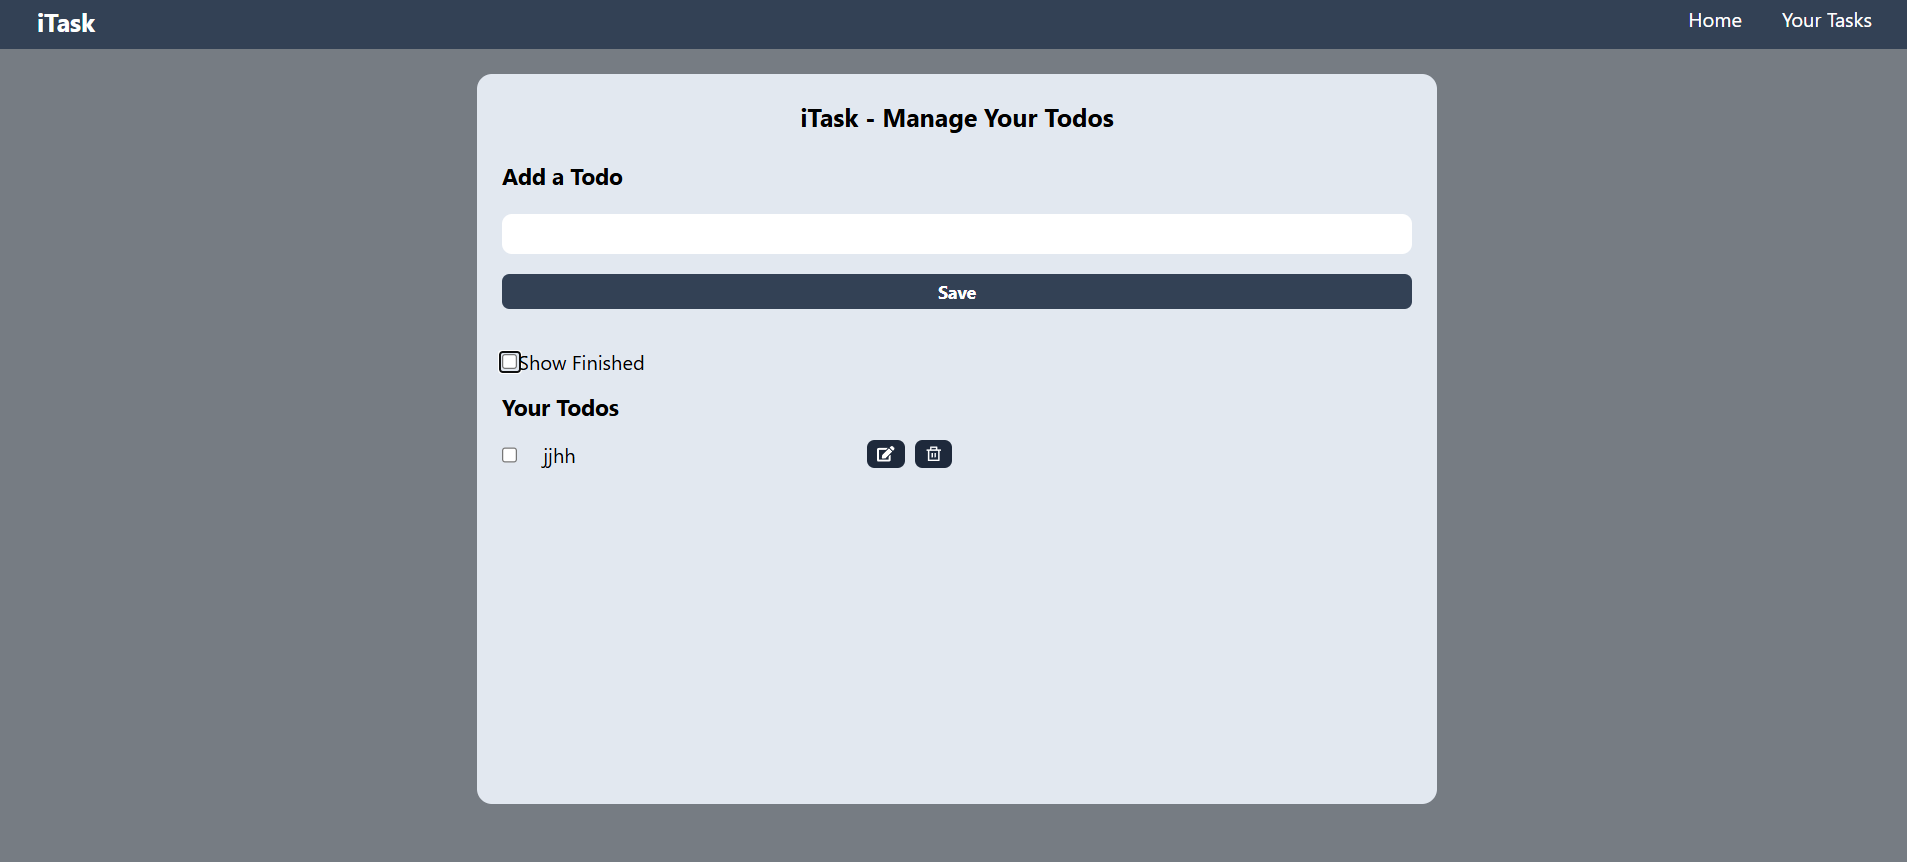 iTask
Home
Your Tasks
iTask - Manage Your Todos
Add a Todo
Save
Show Finished
Your Todos
jjhh